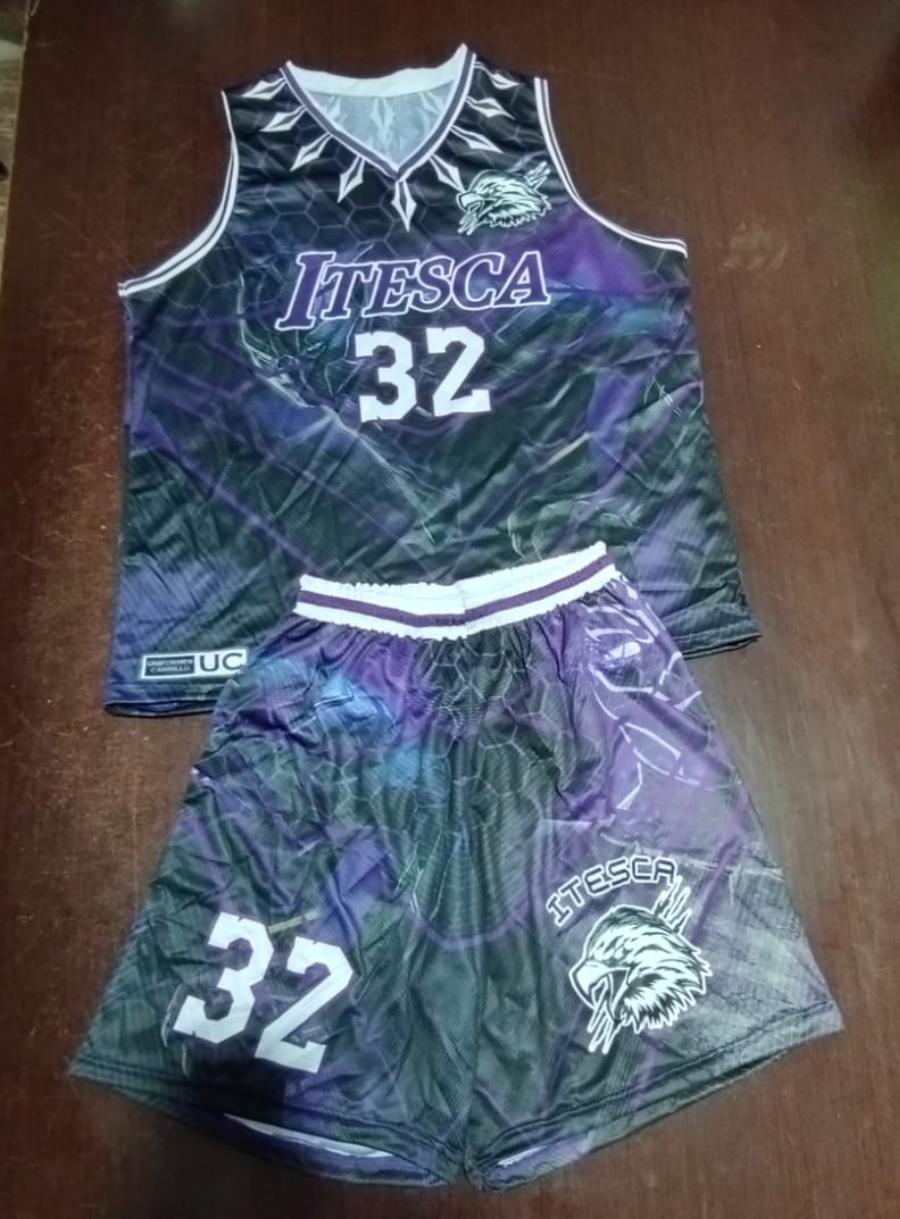 ITESCA
32
UNIFORMES
CARRILLO
UC
ITESCA
32